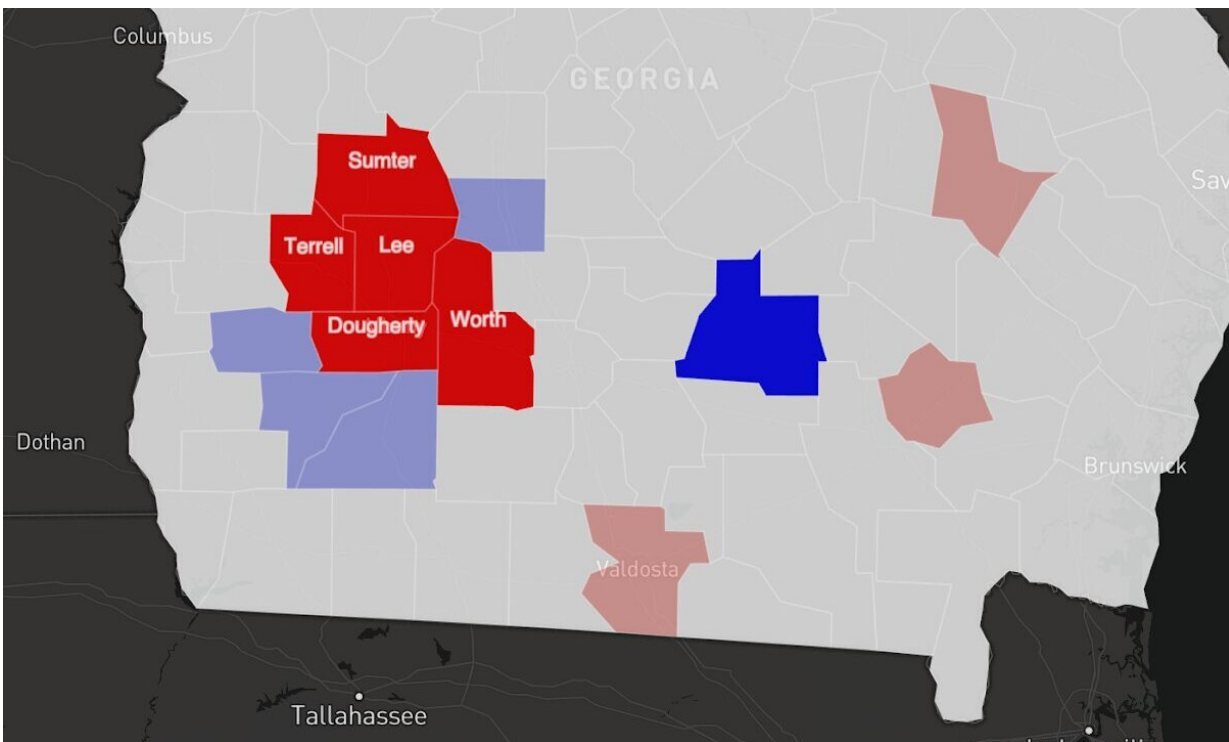 Columbus
GEORGIA
Sumter
Sav
Terrell
Lee
Dougherty
Worth
Dothan
Brunswick
Valdosta
Tallahassee